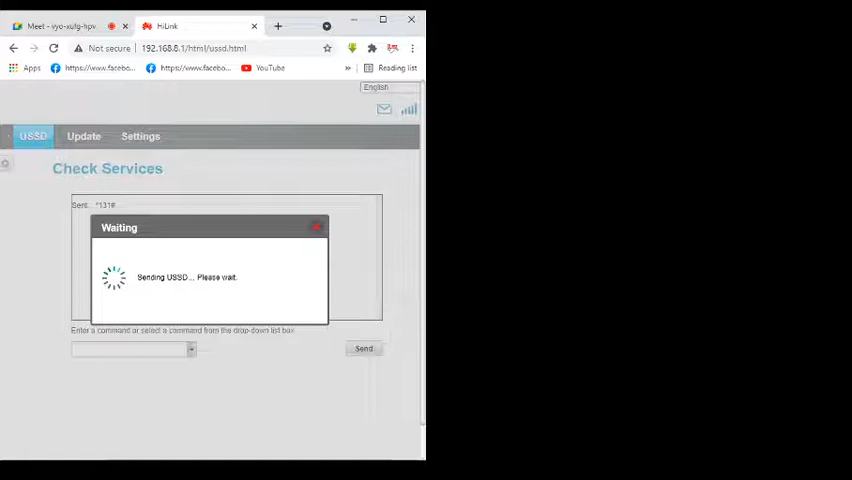 Meet - vyo-xufg-hpv
HiLink
Not secure
192.168.8.1/html/ussd.html
Apps
https://www.facebo...
https://www.facebo...
YouTube
»
Reading list
English
USSD
Update
Settings
Check Services
Sent... *131#
Waiting
Sending USSD... Please wait.
Enter a command or select a command from the drop-down list box.
Send